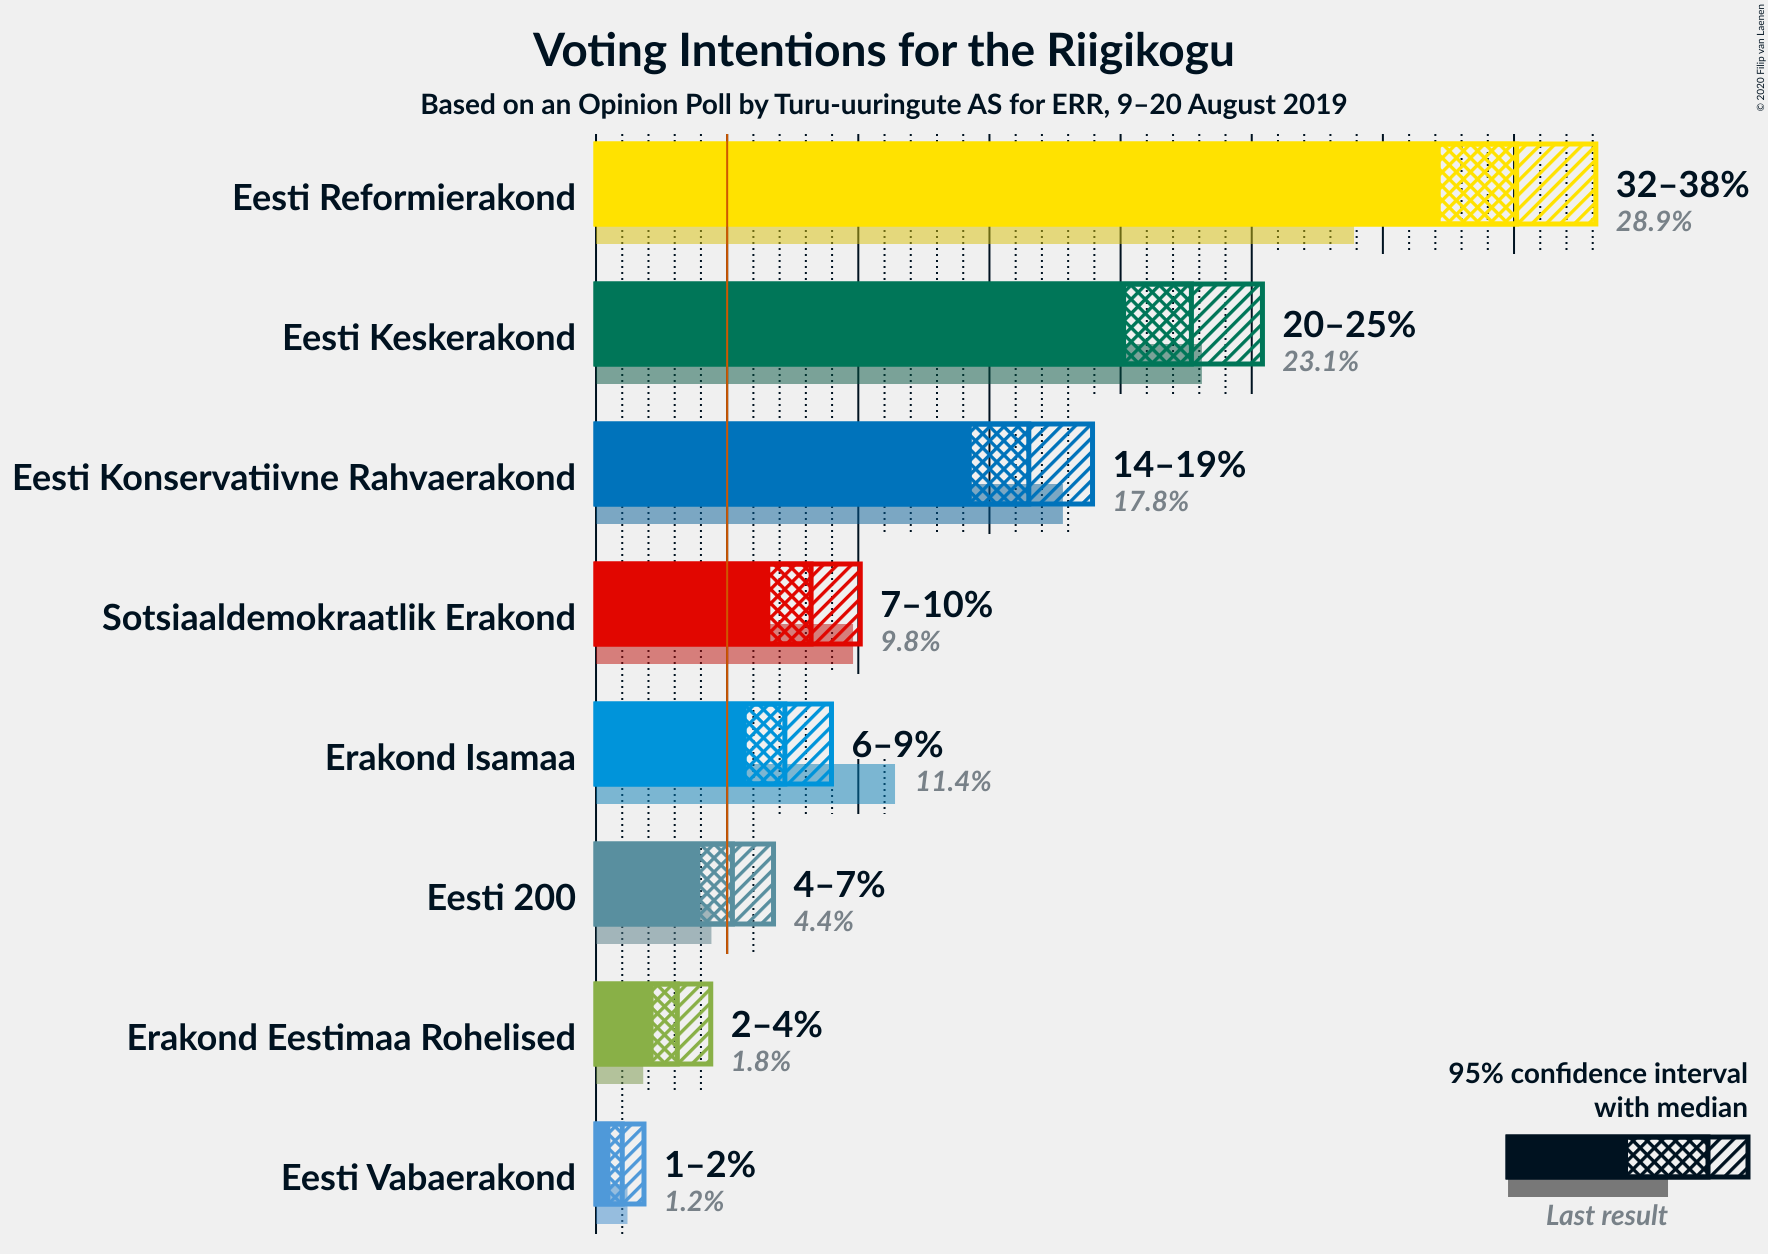 Voting Intentions for the Riigikogu
Based on an Opinion Poll by Turu-uuringute AS for ERR, 9–20 August 2019
© 2020 Filip van Laenen
Eesti Reformierakond
32–38%
28.9%
Eesti Keskerakond
20–25%
23.1%
Eesti Konservatiivne Rahvaerakond
14–19%
17.8%
Sotsiaaldemokraatlik Erakond
7–10%
9.8%
Erakond Isamaa
6–9%
11.4%
Eesti 200
4–7%
4.4%
Erakond Eestimaa Rohelised
2–4%
1.8%
Eesti Vabaerakond
1–2%
1.2%
95% confidence interval
with median
Last result